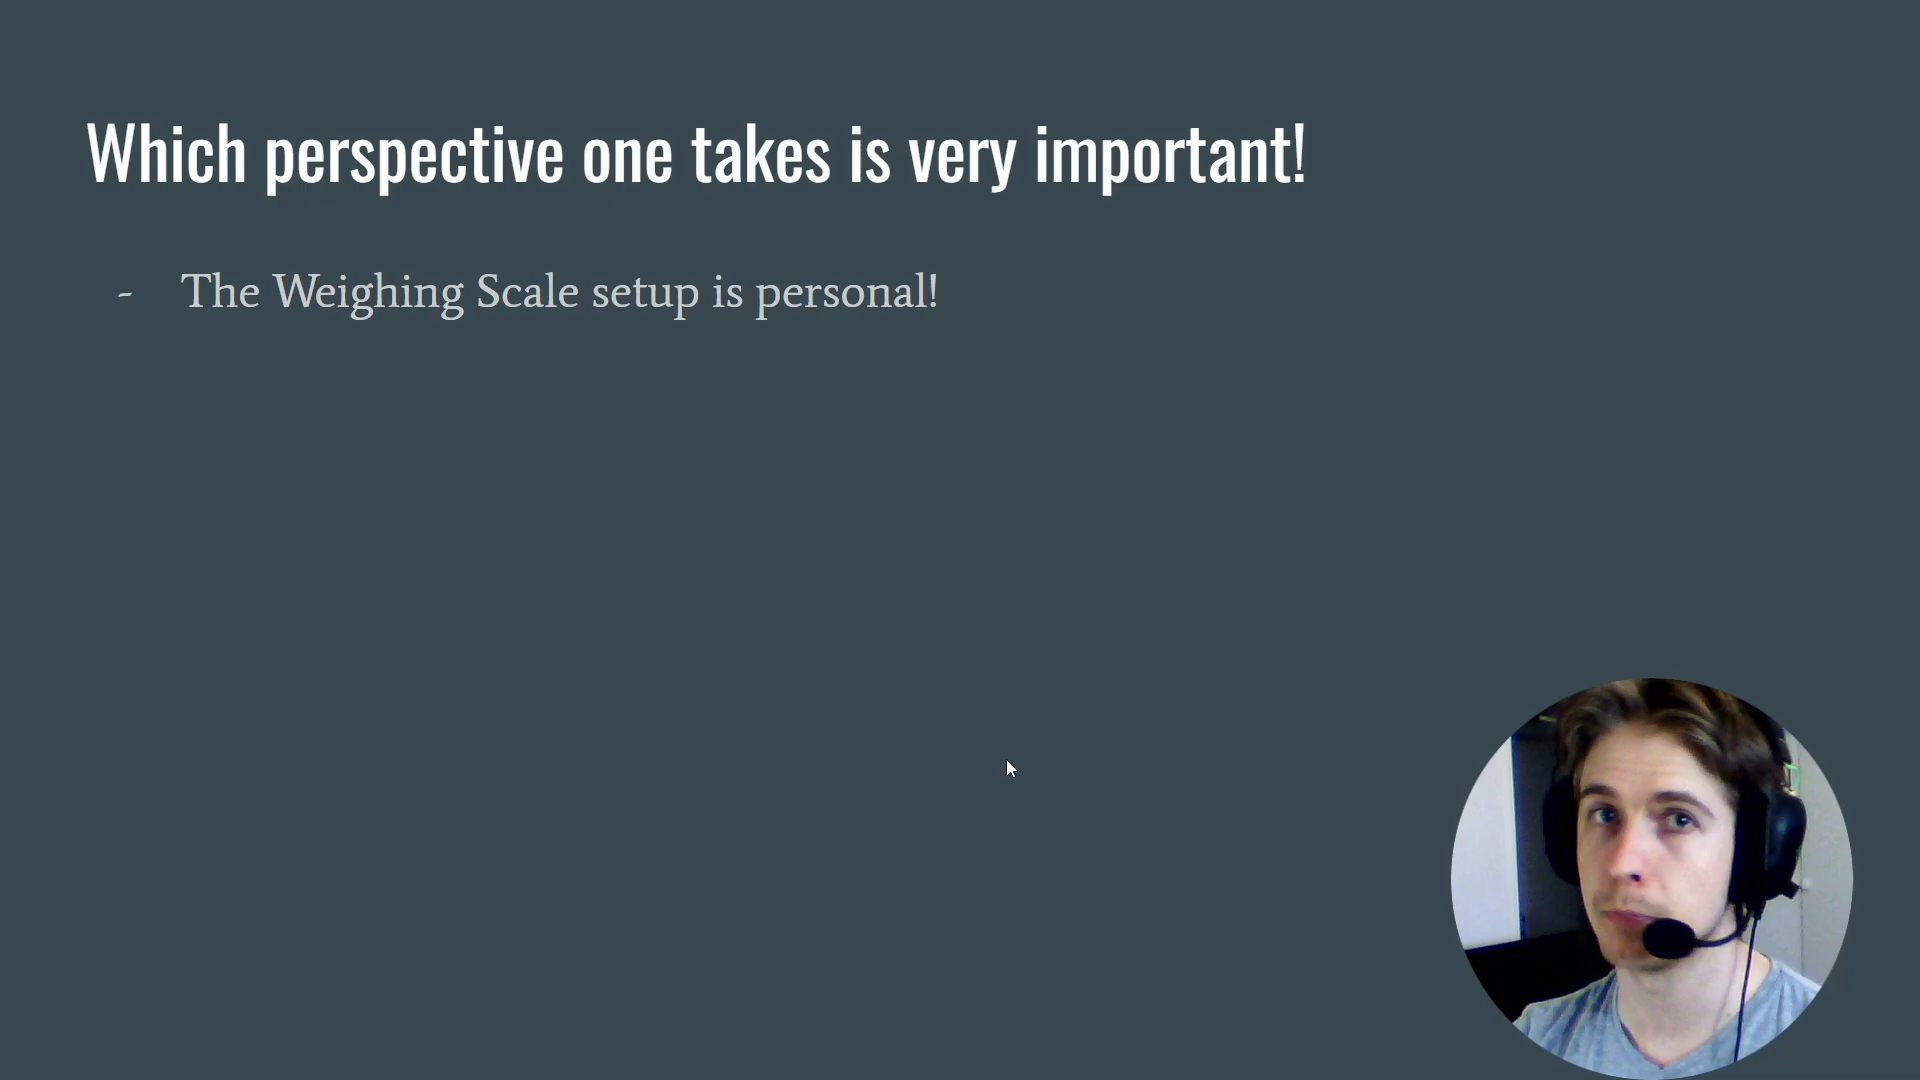 Which perspective one takes is very important!
- The Weighing Scale setup is personal!